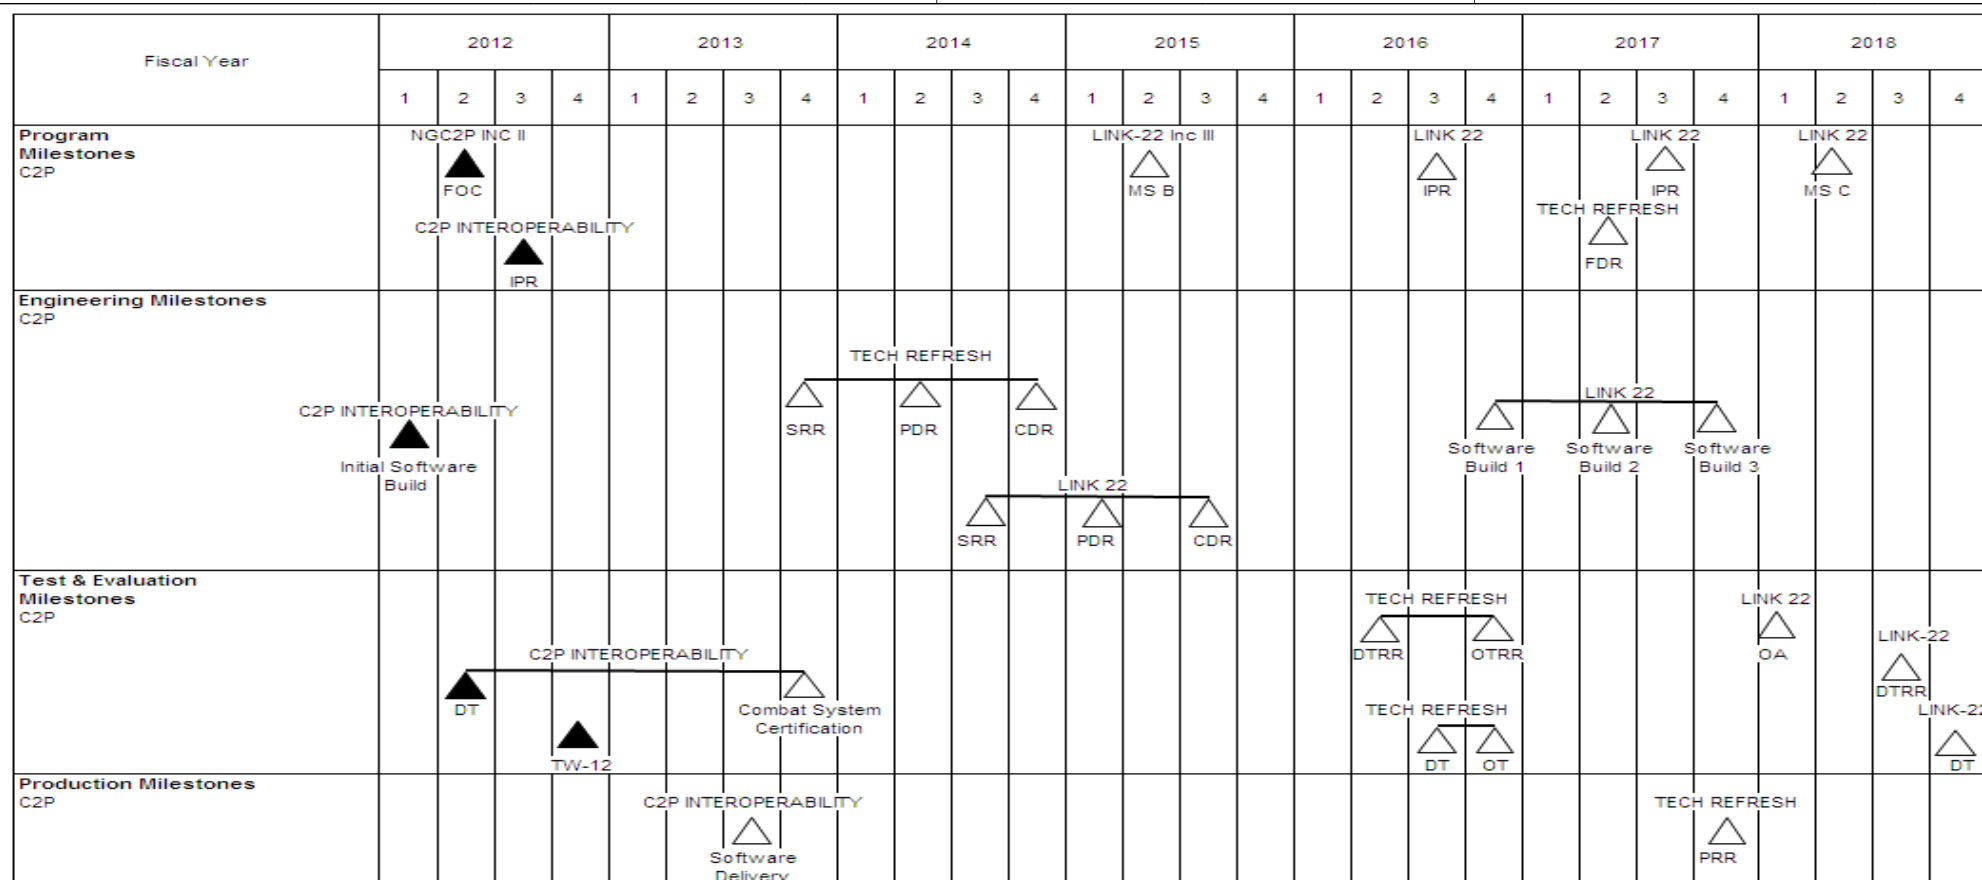 Fiscal Year
2012 2013 2014 2015 2016 2017 2018
1 2 3 4 1 2 3 4 1 2 3 4 1 2 3 4 1 2 3 4 1 2 3 4 1 2 3 4
Program
Milestones
C2P
NGC2P INC II
FOC
C2P INTEROPERABILITY
IPR
LINK-22 Inc III
MS B
LINK 22
IPR
LINK 22
IPR
TECH REFRESH
FDR
LINK 22
MS C
Engineering Milestones
C2P
C2P INTEROPERABILITY
Initial Software
Build
TECH REFRESH
SRR PDR CDR
LINK 22
SRR PDR CDR
LINK 22
Software Software Software
Build 1 Build 2 Build 3
Test & Evaluation
Milestones
C2P
C2P INTEROPERABILITY
DT
Combat System
Certification
TW-12
TECH REFRESH
DTRR OTRR
TECH REFRESH
DT OT
LINK 22
OA
LINK-22
DTRR
LINK-22
DT
Production Milestones
C2P
C2P INTEROPERABILITY
Software
Delivery
TECH REFRESH
PRR